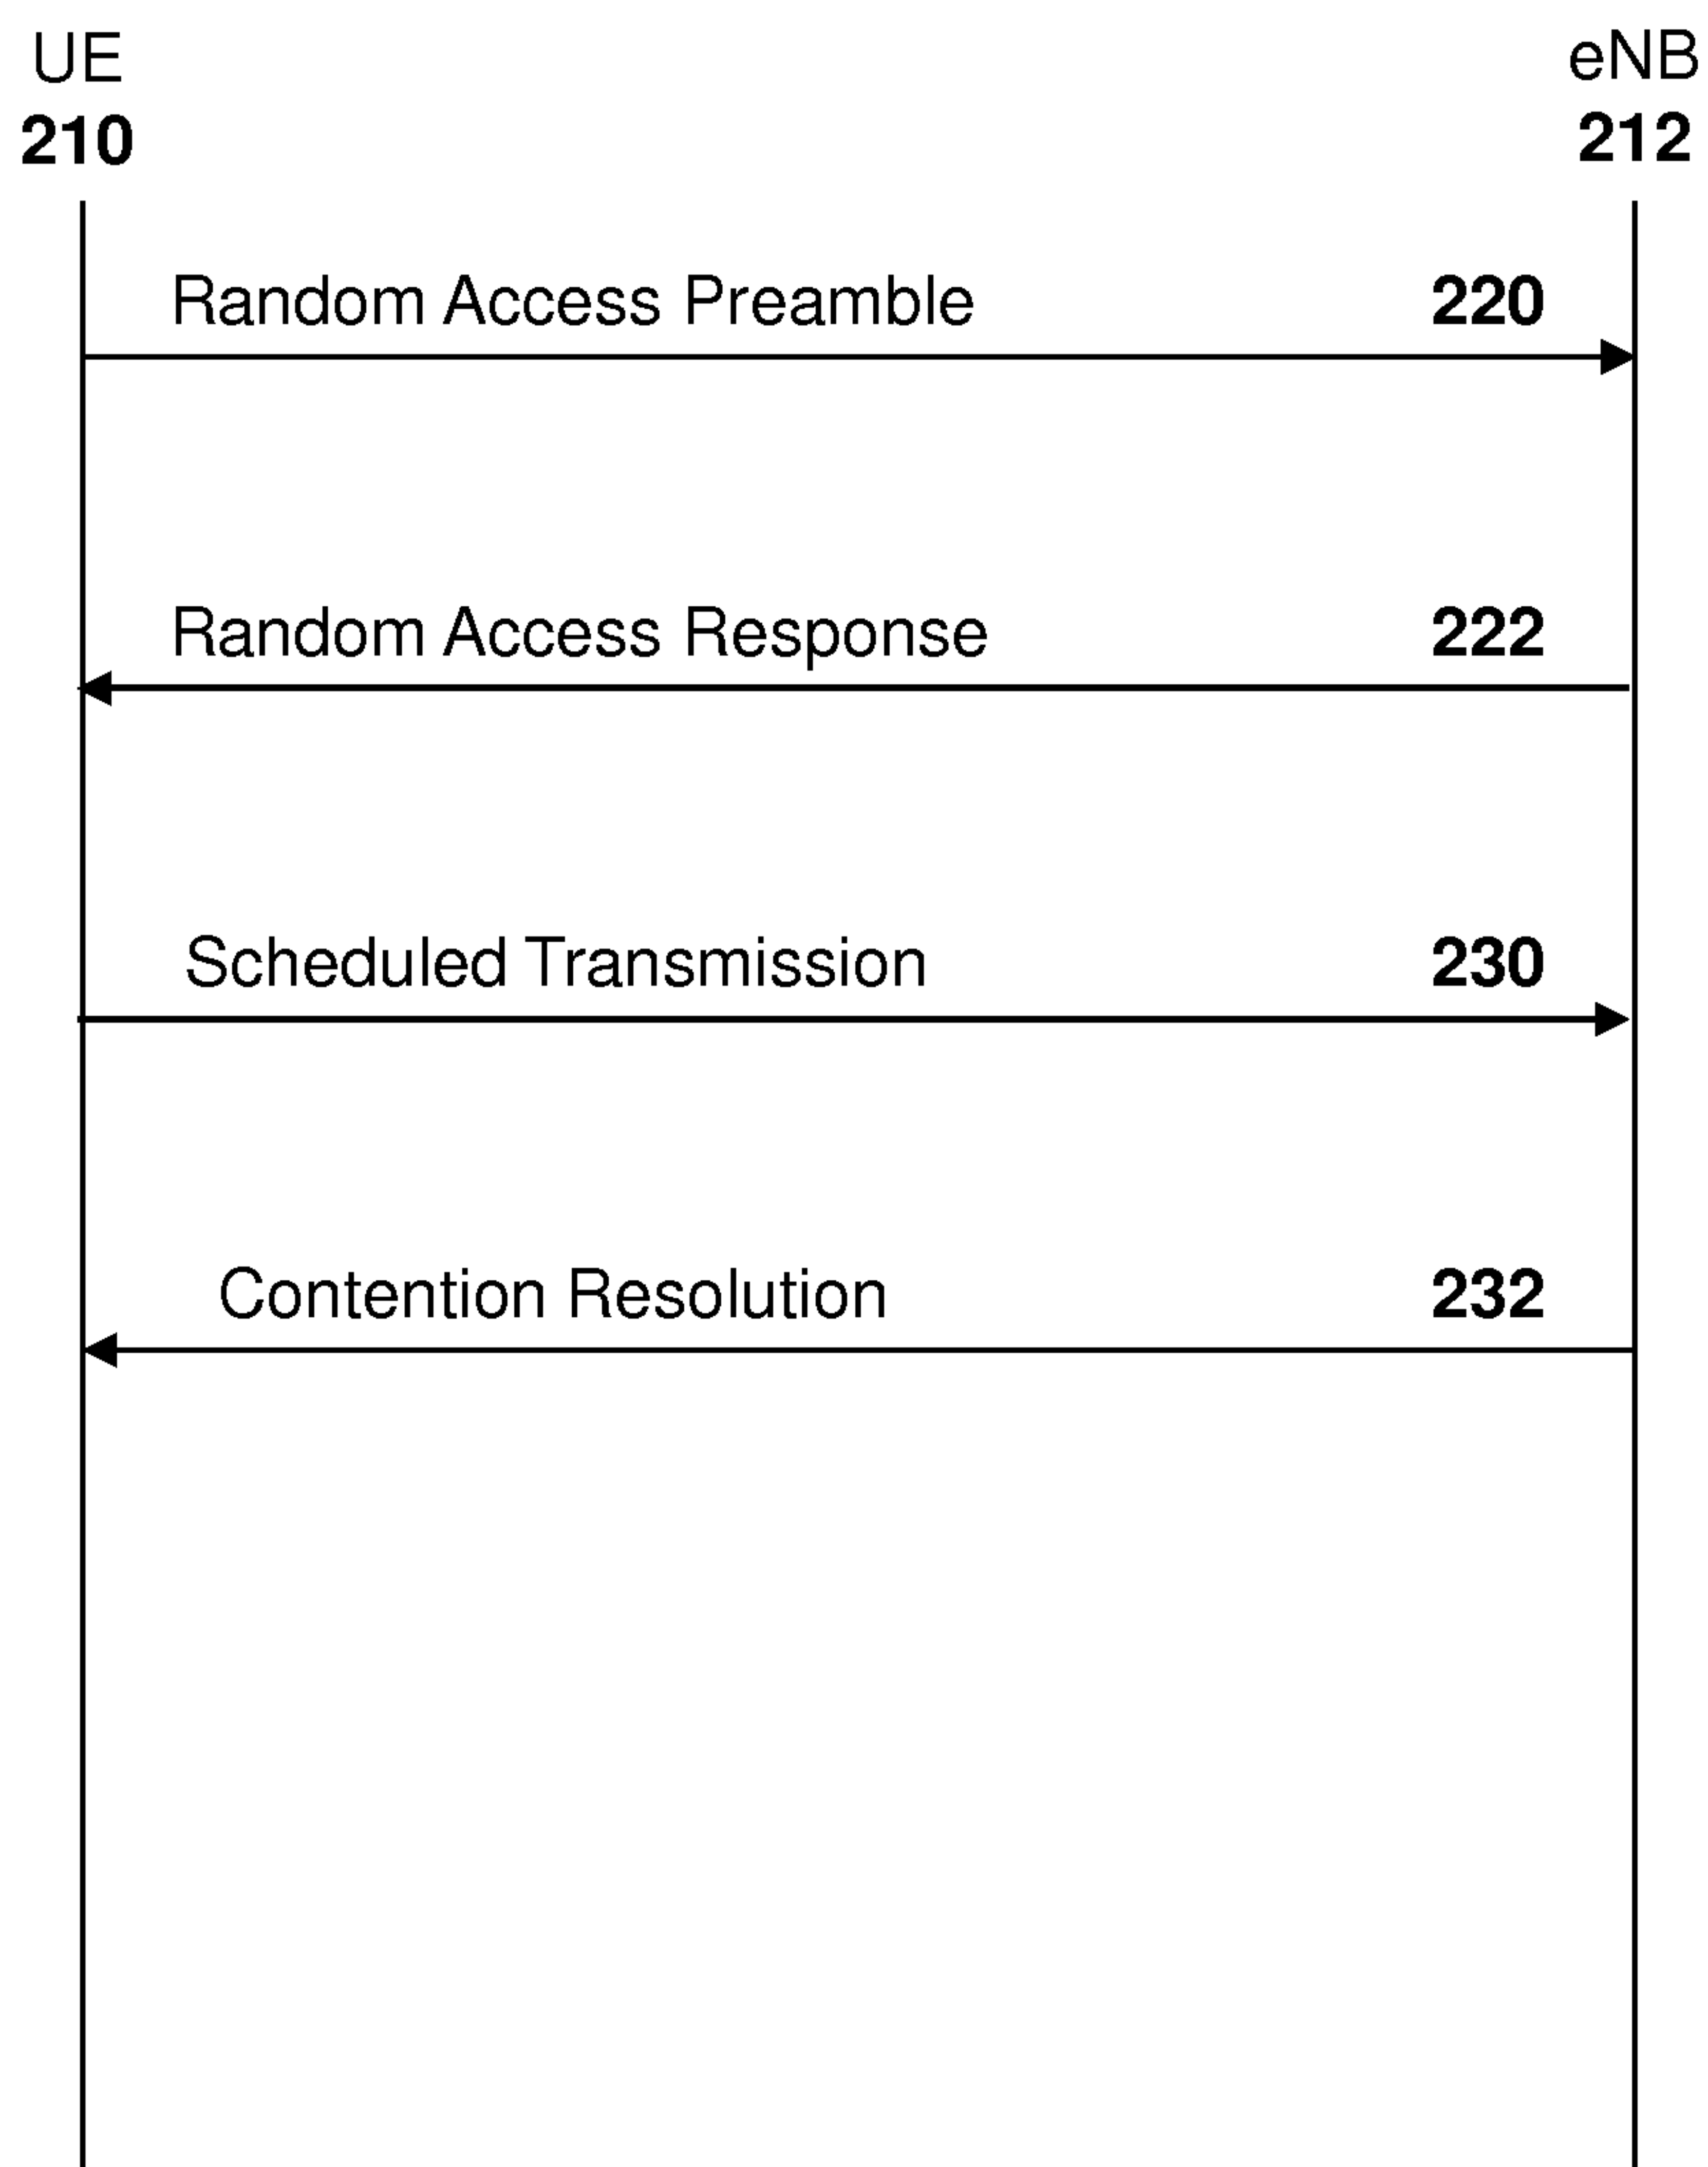 UE eNB
210 212
Random Access Preamble 220
Random Access Response 222
Scheduled Transmission 230
Contention Resolution 232